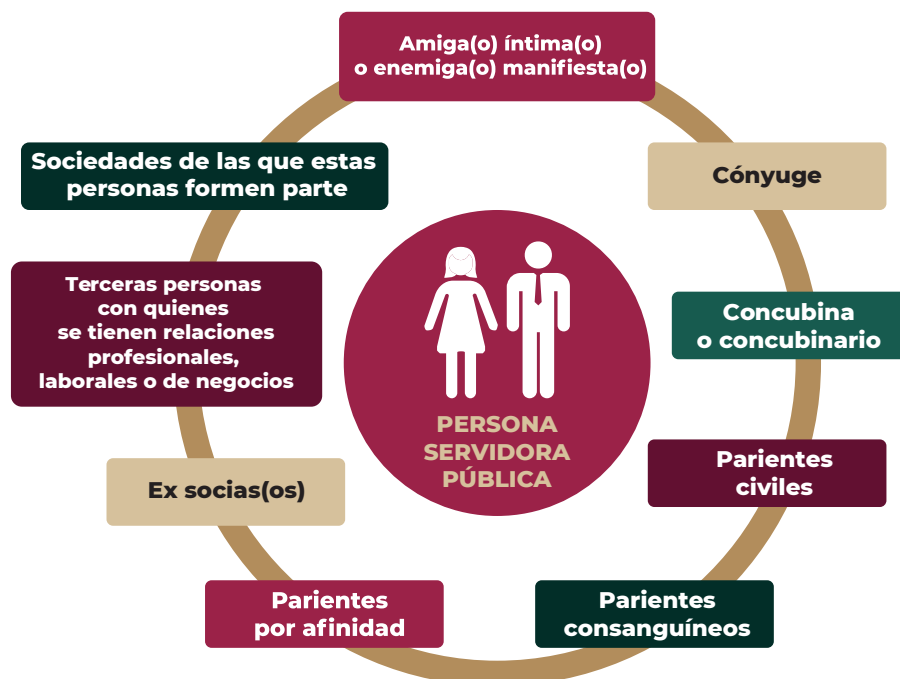 Amiga(o) íntima(o)
o enemiga(o) manifiesta(o)
Cónyuge
Concubina
o concubinario
Parientes
civiles
Parientes
consanguíneos
Parientes
por afinidad
Ex socias(os)
Terceras personas
con quienes
se tienen relaciones
profesionales,
laborales o de negocios
Sociedades de las que estas
personas formen parte
PERSONA
SERVIDORA
PÚBLICA